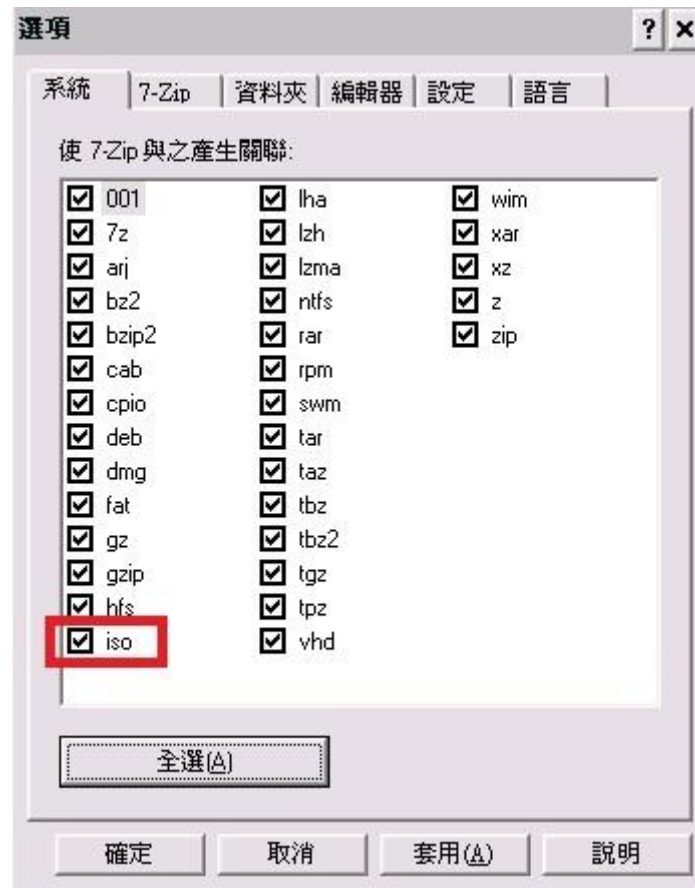 選項
系統 7-Zip 資料夾 編輯器 設定 語言
使 7-Zip 與之產生關聯:
001 lha wim
7z lzh xar
arj lzma xz
bz2 ntfs z
bzip2 rar zip
cab rpm
cpio swm
deb tar
dmg taz
fat tbz
gz tbz2
gzip tgz
hfs tpz
iso vhd
全選(A)
確定 取消 套用(A) 說明